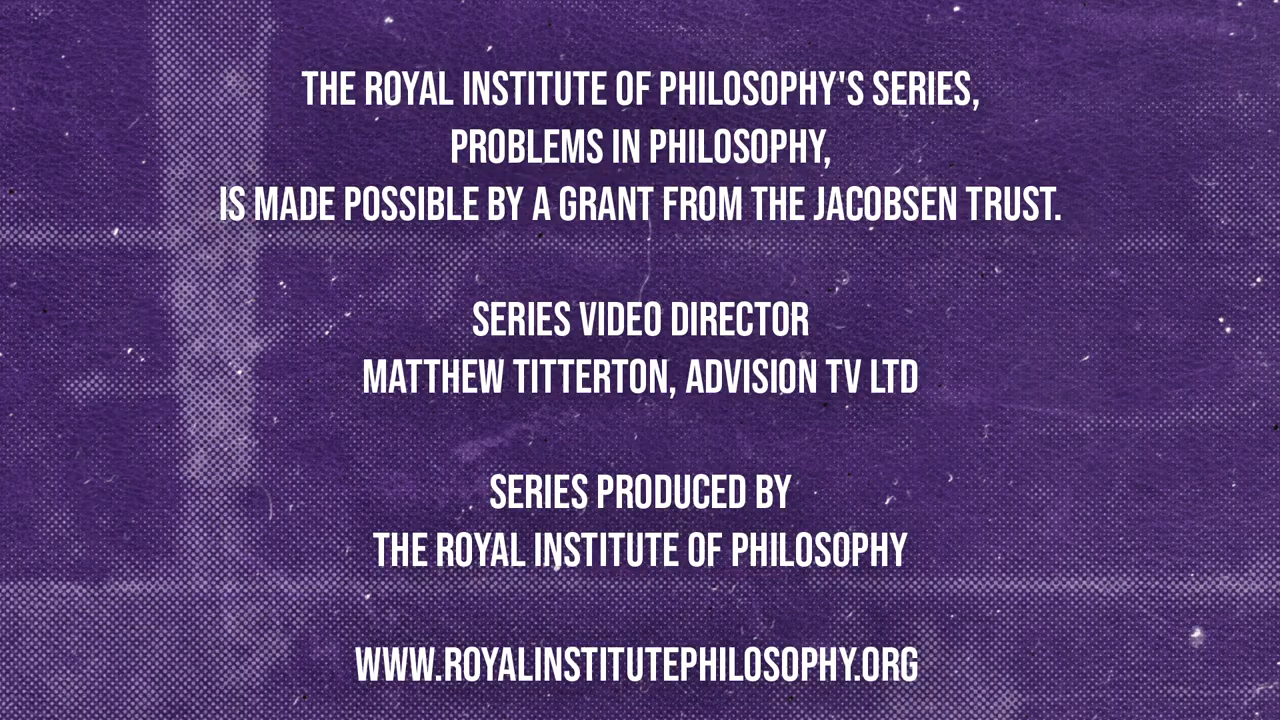 THE ROYAL INSTITUTE OF PHILOSOPHY'S SERIES,
PROBLEMS IN PHILOSOPHY,
IS MADE POSSIBLE BY A GRANT FROM THE JACOBSEN TRUST.
SERIES VIDEO DIRECTOR
MATTHEW TITTERTON, ADVISION TV LTD
SERIES PRODUCED BY
THE ROYAL INSTITUTE OF PHILOSOPHY
WWW.ROYALINSTITUTEPHILOSOPHY.ORG